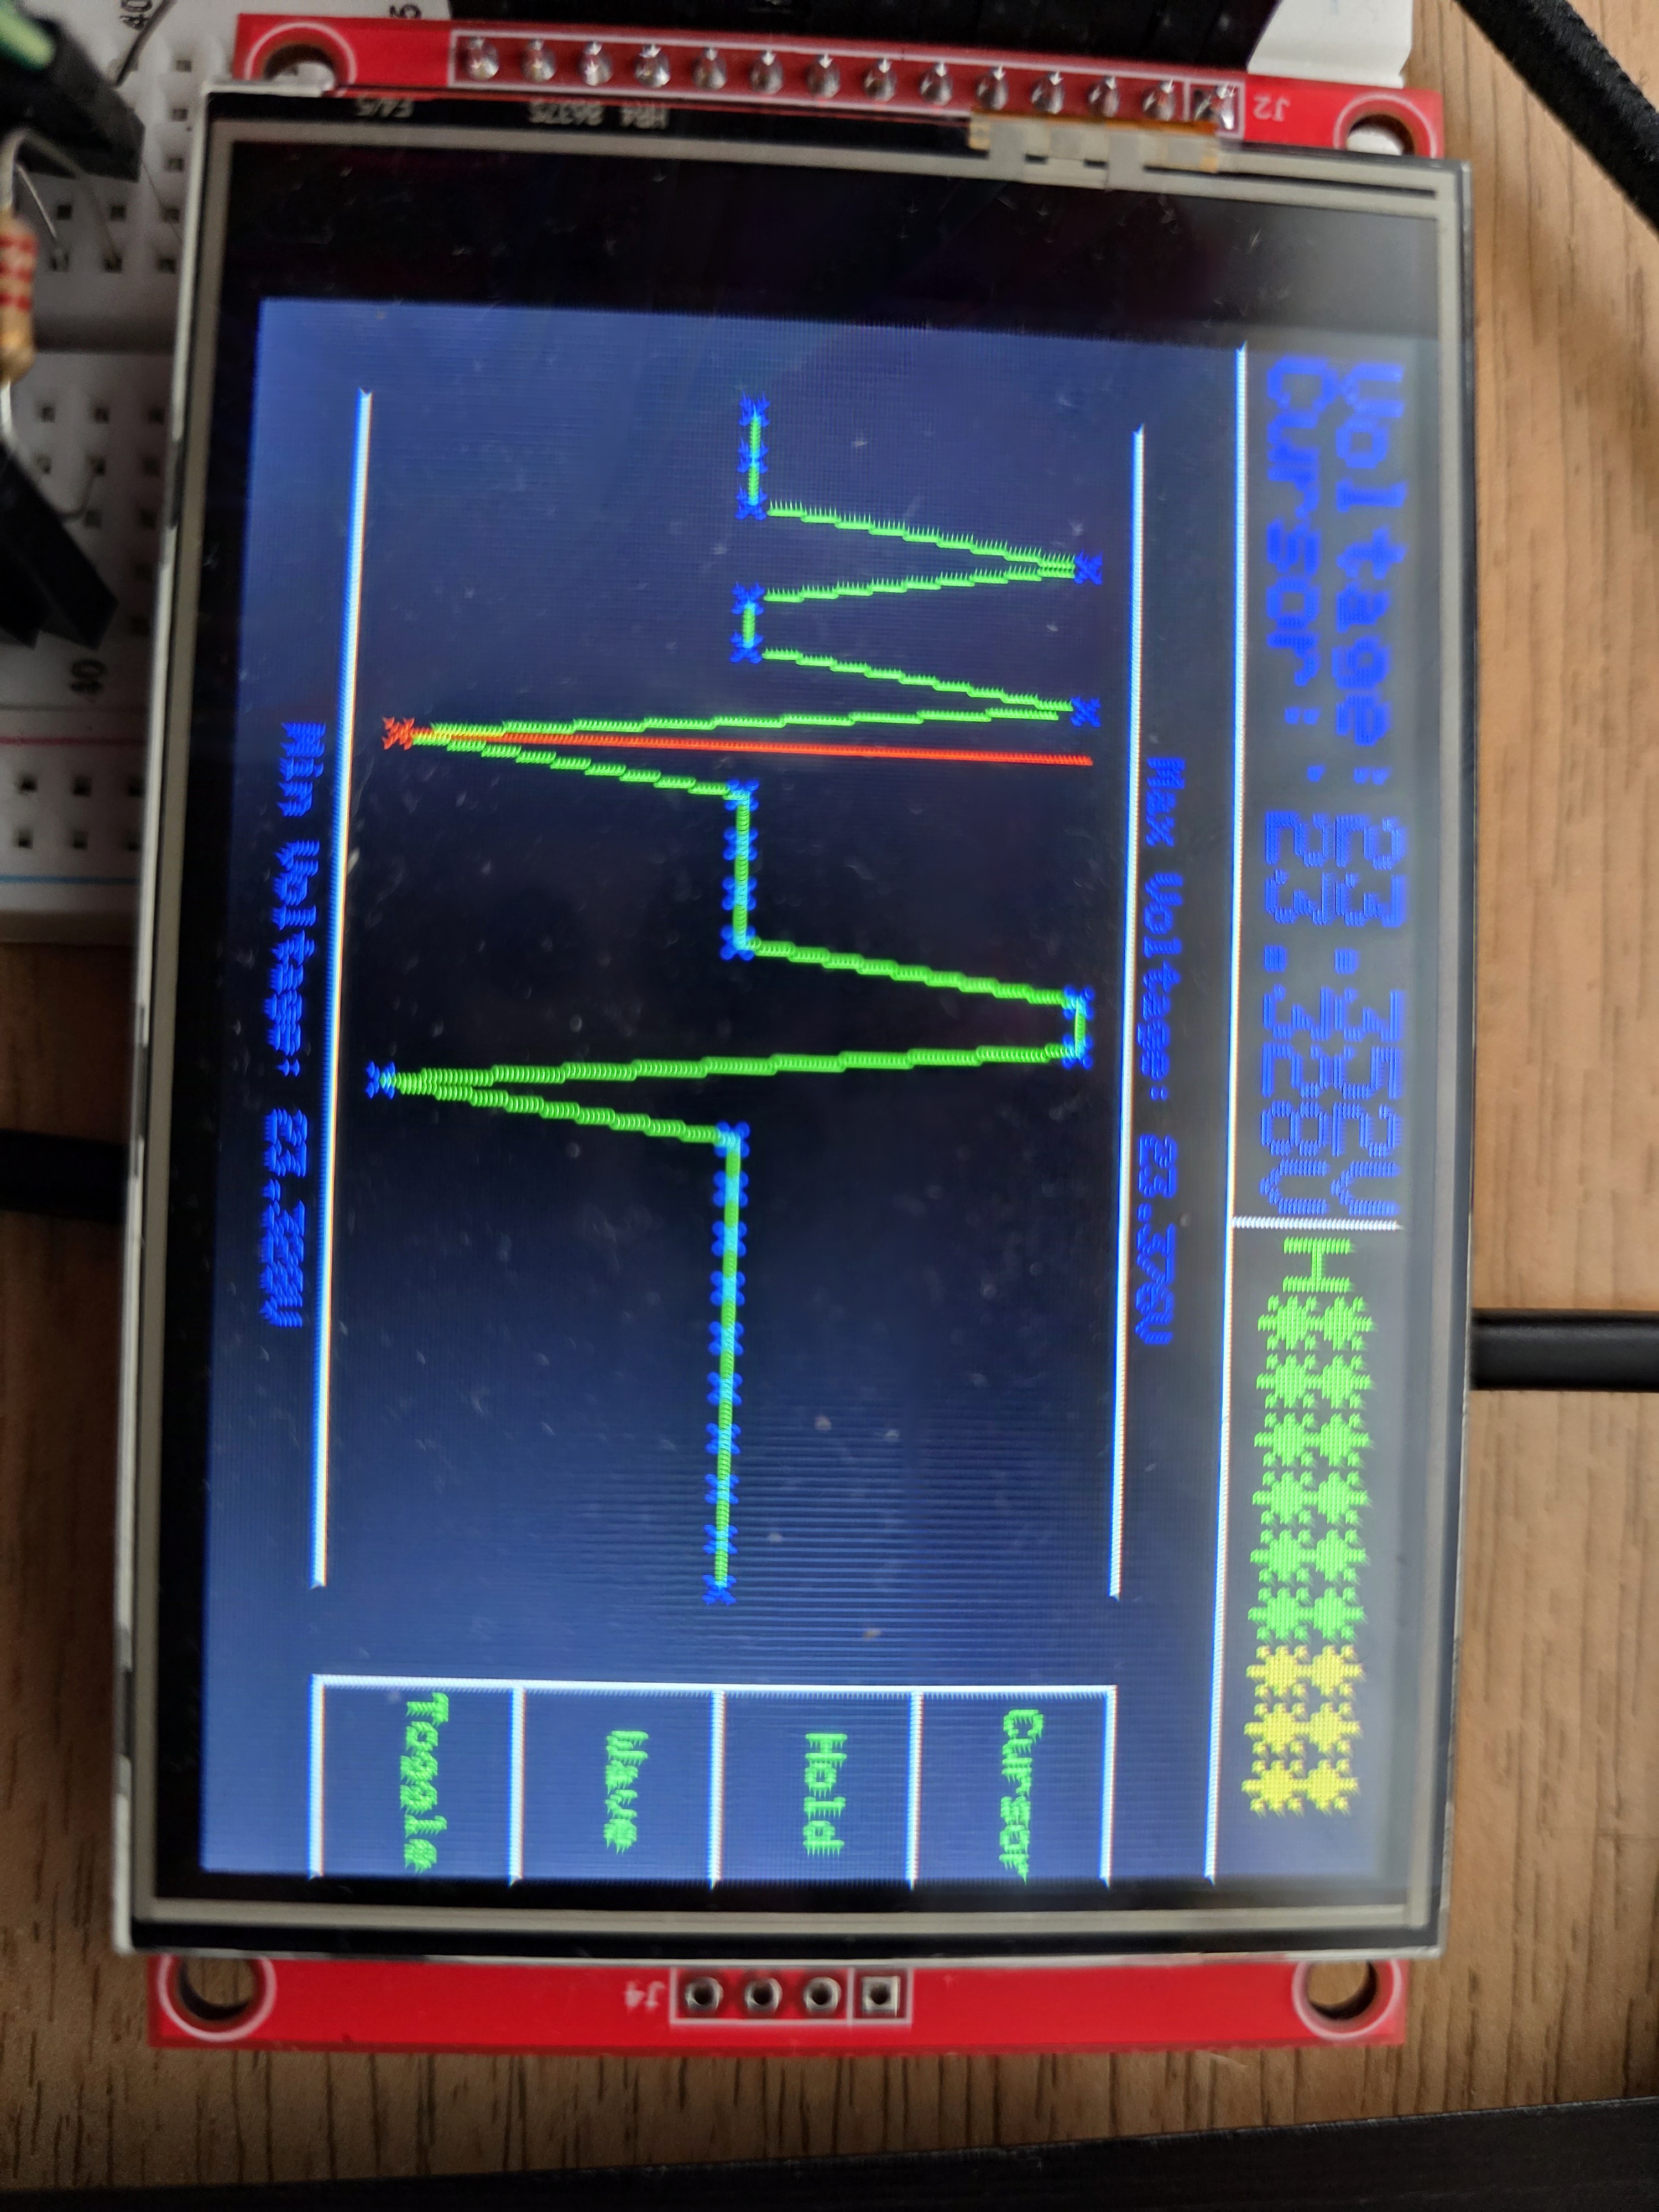 Voltage: 23.352V
Cursor: 23.328V
H
Max Voltage: 23.376V
Cursor
Hold
Wave
Toggle
Min Voltage: 23.328V
J2
J4
40